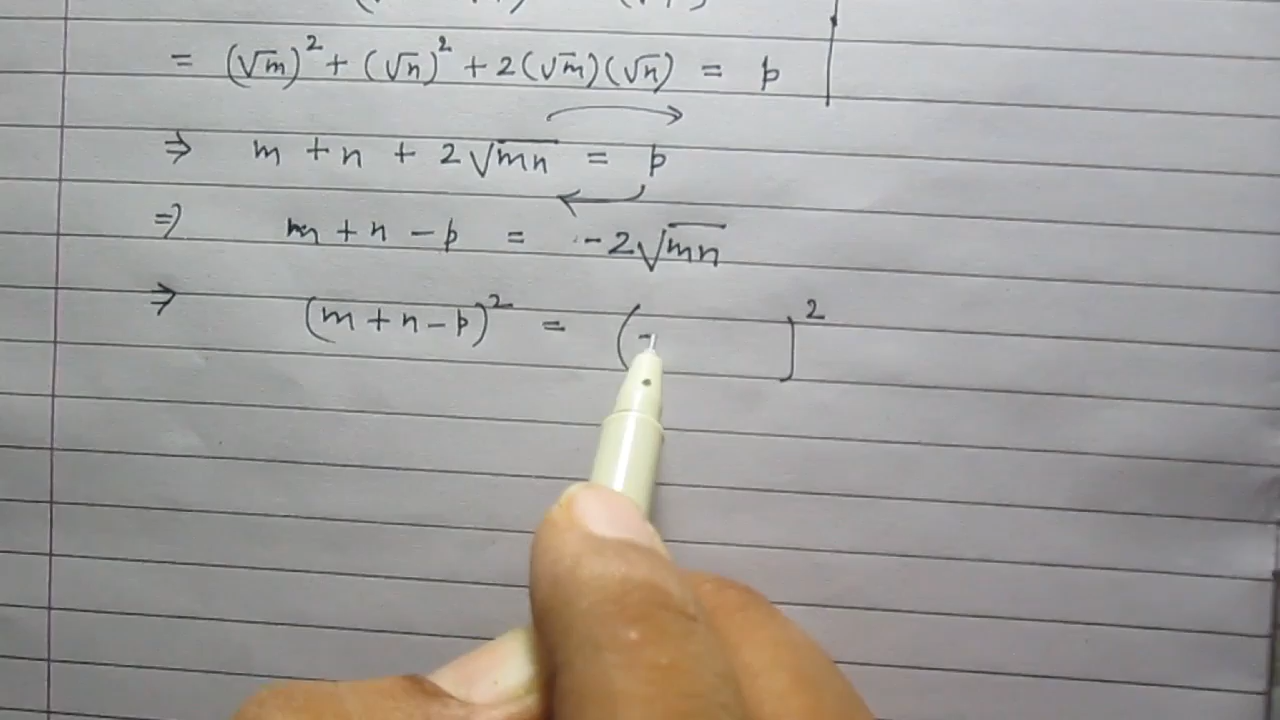 = (√m)² + (√n)² + 2(√m)(√n) = p
⇒ m + n + 2√mn = p
⇒ m + n - p = -2√mn
⇒ (m + n - p)² = (- ]²